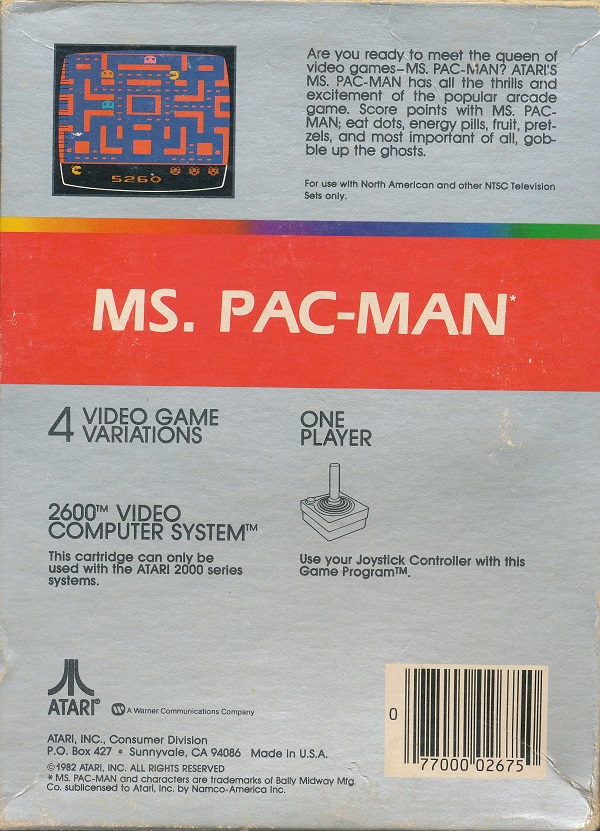 Are you ready to meet the queen of
video games–MS. PAC-MAN? ATARI'S
MS. PAC-MAN has all the thrills and
excitement of the popular arcade
game. Score points with MS. PAC-
MAN; eat dots, energy pills, fruit, pret-
zels, and most important of all, gob-
ble up the ghosts.
5260
For use with North American and other NTSC Television
Sets only.
MS. PAC-MAN*
4 VIDEO GAME
VARIATIONS
ONE
PLAYER
2600™ VIDEO
COMPUTER SYSTEM™
This cartridge can only be
used with the ATARI 2000 series
systems.
Use your Joystick Controller with this
Game Program™.
ATARI®
W A Warner Communications Company
ATARI, INC., Consumer Division
P.O. Box 427 • Sunnyvale, CA 94086 Made in U.S.A.
©1982 ATARI, INC. ALL RIGHTS RESERVED
* MS. PAC-MAN and characters are trademarks of Bally Midway Mfg.
Co. sublicensed to Atari, Inc. by Namco-America Inc.
0 77000 02675